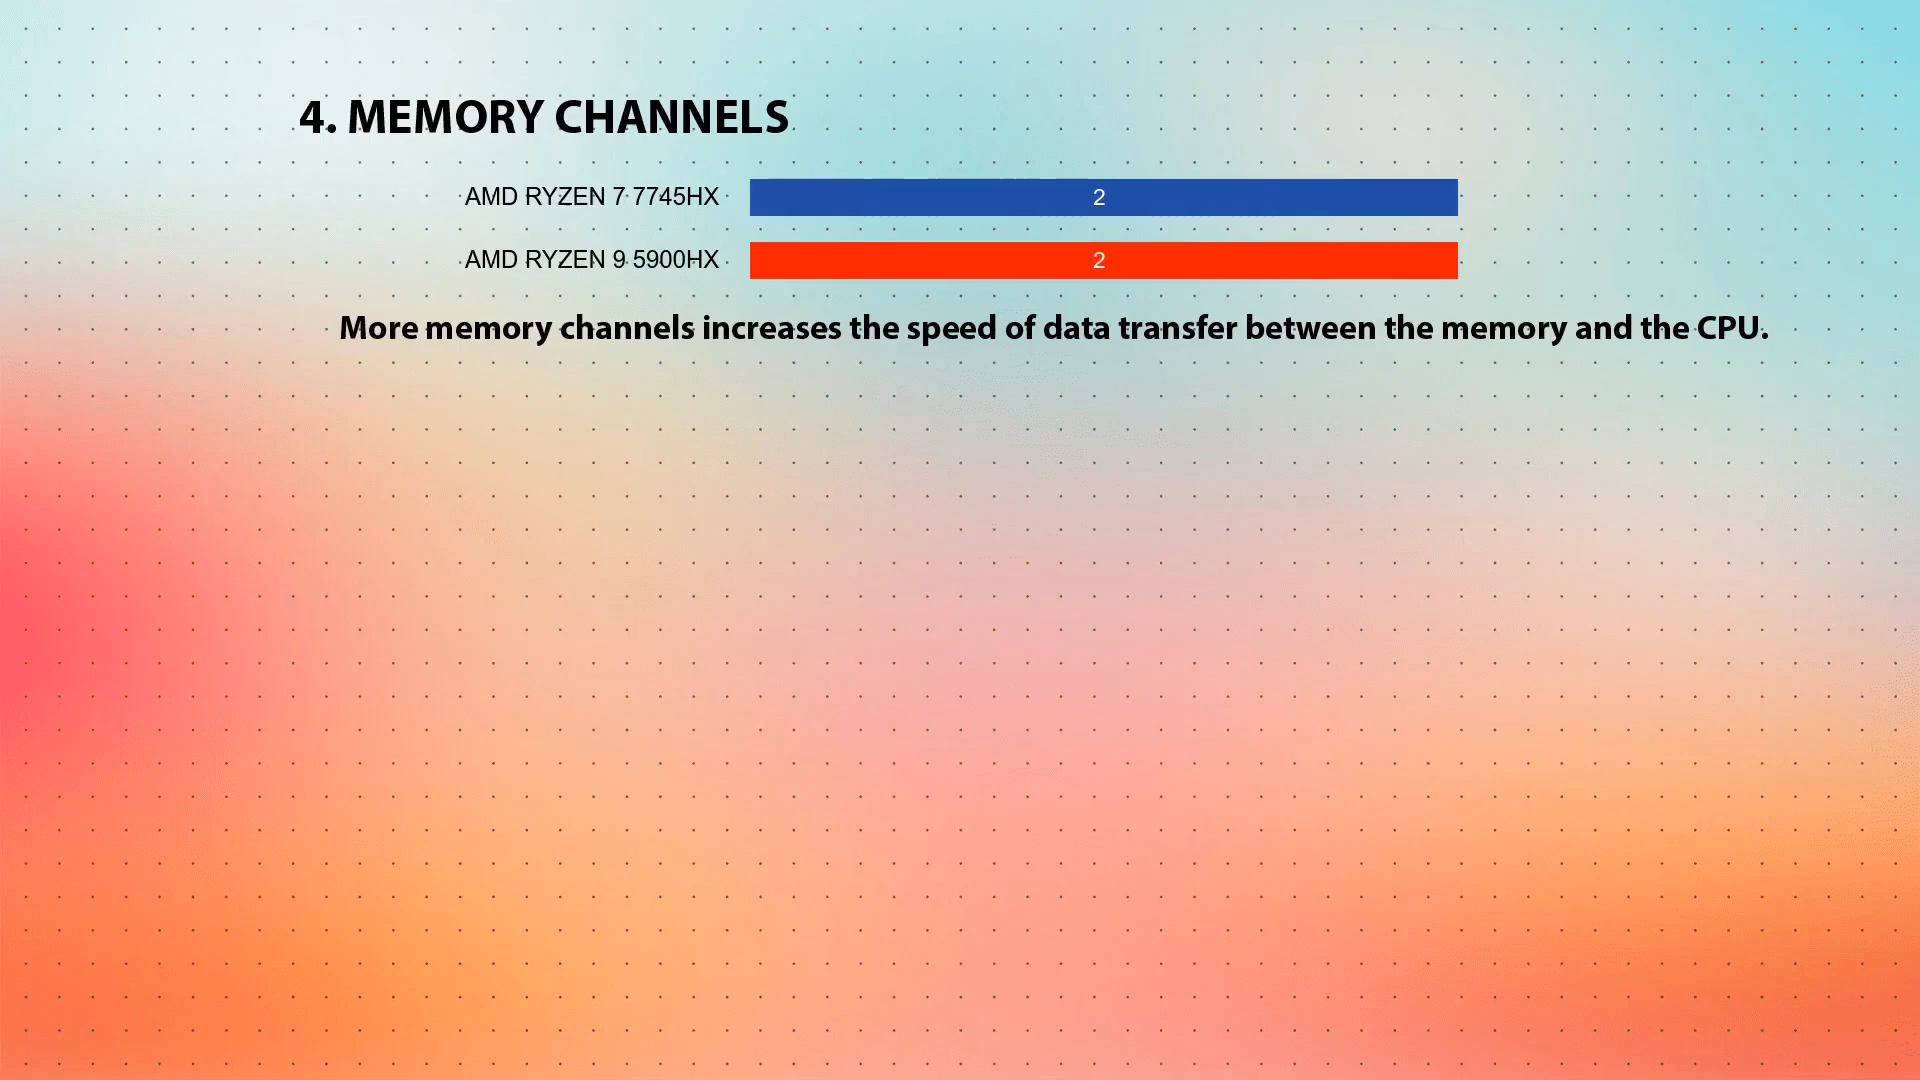 4. MEMORY CHANNELS
AMD RYZEN 7 7745HX 2
AMD RYZEN 9 5900HX 2
More memory channels increases the speed of data transfer between the memory and the CPU.